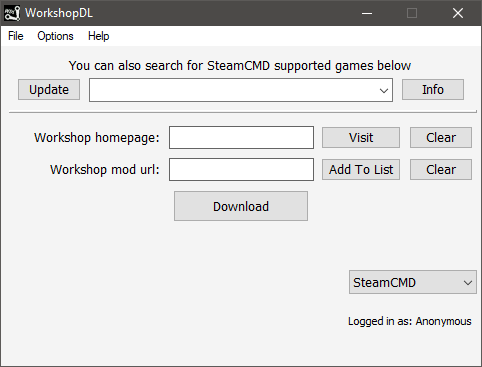 WorkshopDL
File Options Help
You can also search for SteamCMD supported games below
Update Info
Workshop homepage: Visit Clear
Workshop mod url: Add To List Clear
Download
SteamCMD
Logged in as: Anonymous